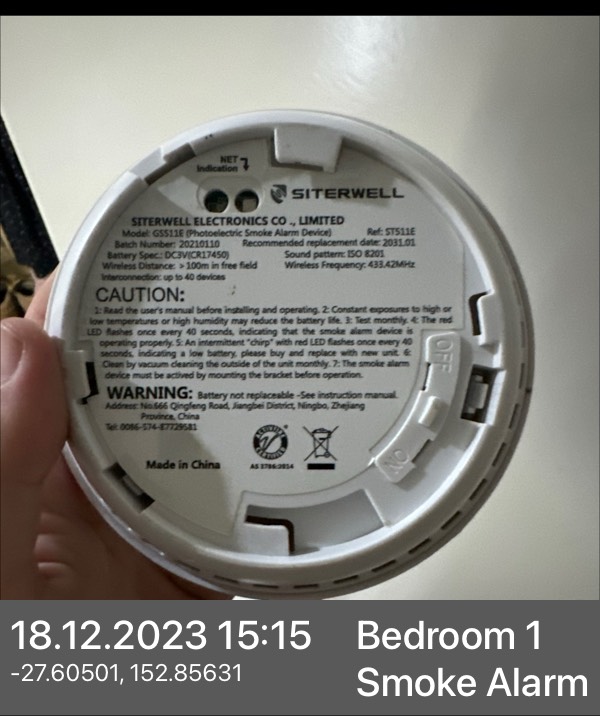 NET
Indication
SITERWELL
SITERWELL ELECTRONICS CO ., LIMITED
Model: GS511E (Photoelectric Smoke Alarm Device) Ref: ST511E
Batch Number: 20210110 Recommended replacement date: 2031.01
Battery Spec.: DC3V(CR17450) Sound pattern: ISO 8201
Wireless Distance: >100m in free field Wireless Frequency: 433.42MHz
Interconnection: up to 40 devices
CAUTION:
1: Read the user's manual before installing and operating. 2: Constant exposures to high or
low temperatures or high humidity may reduce the battery life. 3: Test monthly. 4: The red
LED flashes once every 40 seconds, indicating that the smoke alarm device is
operating properly. 5: An intermittent "chirp" with red LED flashes once every 40
seconds, indicating a low battery, please buy and replace with new unit. 6:
Clean by vacuum cleaning the outside of the unit monthly. 7: The smoke alarm
device must be actived by mounting the bracket before operation.
WARNING: Battery not replaceable -See instruction manual.
Address: No.666 Qingfeng Road, Jiangbei District, Ningbo, Zhejiang
Province, China
Tel: 0086-574-87729581
Made in China
AS 3786:2014
OFF
ON
18.12.2023 15:15
-27.60501, 152.85631
Bedroom 1
Smoke Alarm